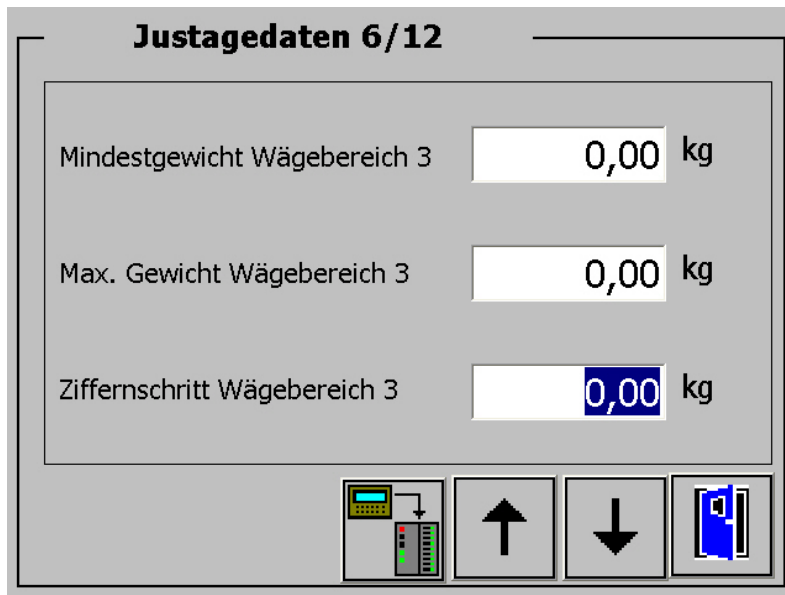 Justagedaten 6/12
Mindestgewicht Wägebereich 3 0,00 kg
Max. Gewicht Wägebereich 3 0,00 kg
Ziffernschritt Wägebereich 3 0,00 kg